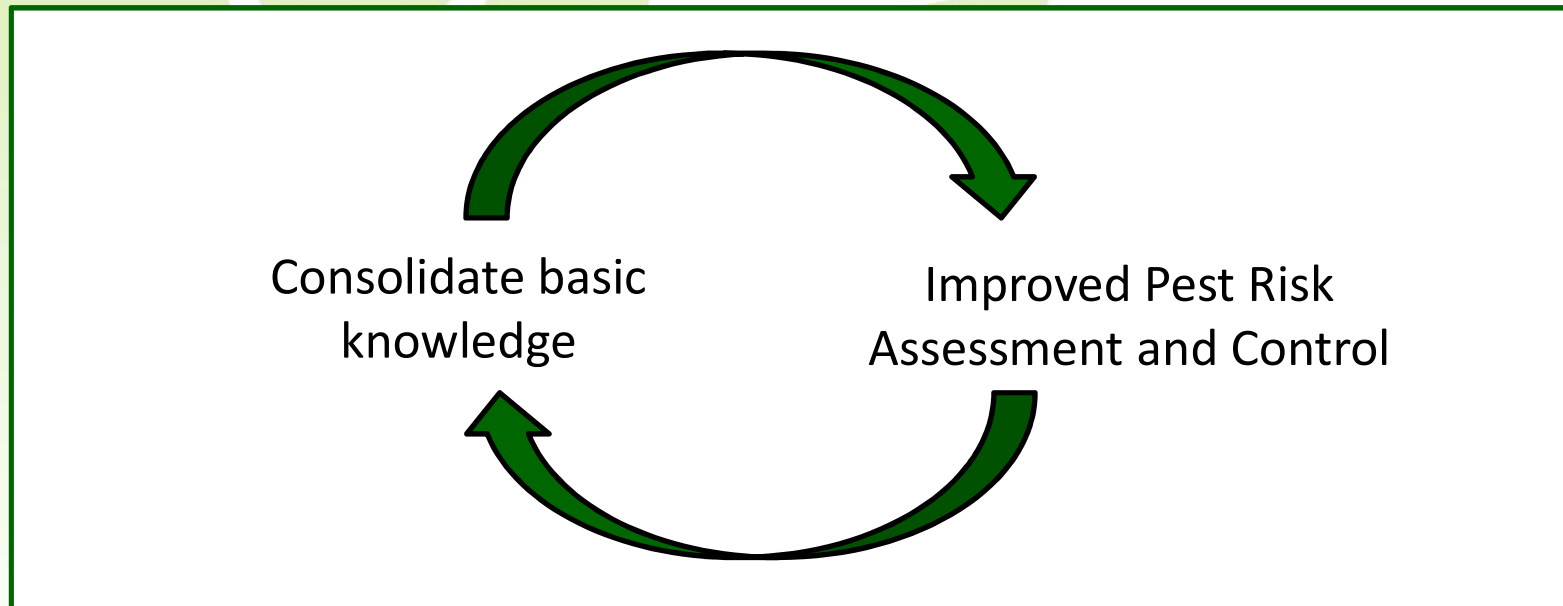 Consolidate basic
knowledge
Improved Pest Risk
Assessment and Control